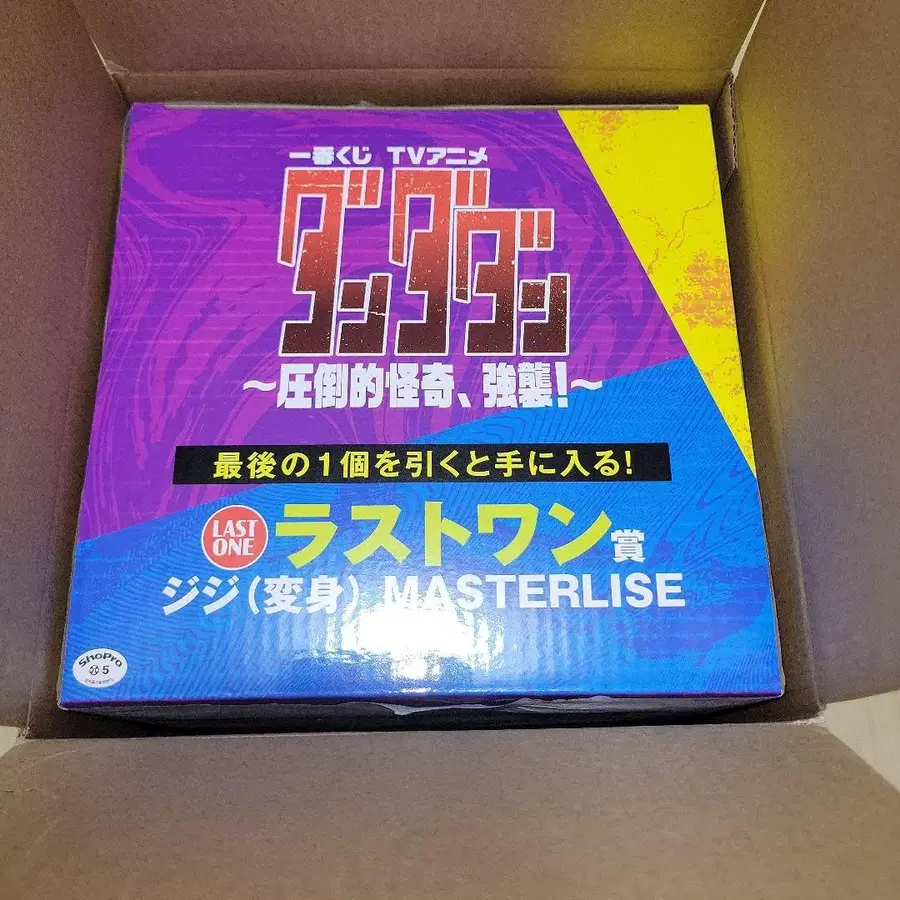 一番くじ TVアニメ
ダンダダン
～圧倒的怪奇、強襲!～
最後の1個を引くと手に入る!
LAST
ONE
ラストワン賞
ジジ(変身) MASTERLISE
ShoPro
5